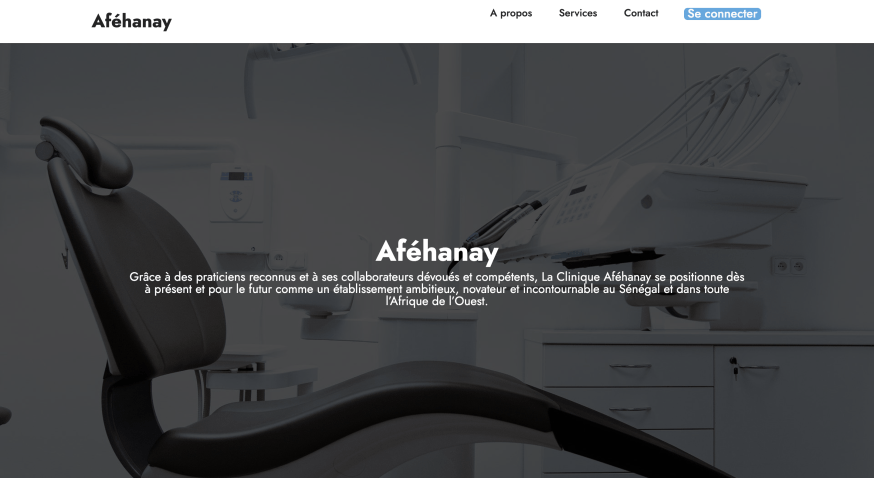 Aféhanay
A propos
Services
Contact
Se connecter
Aféhanay
Grâce à des praticiens reconnus et à ses collaborateurs dévoués et compétents, La Clinique Aféhanay se positionne dès
à présent et pour le futur comme un établissement ambitieux, novateur et incontournable au Sénégal et dans toute
l'Afrique de l'Ouest.